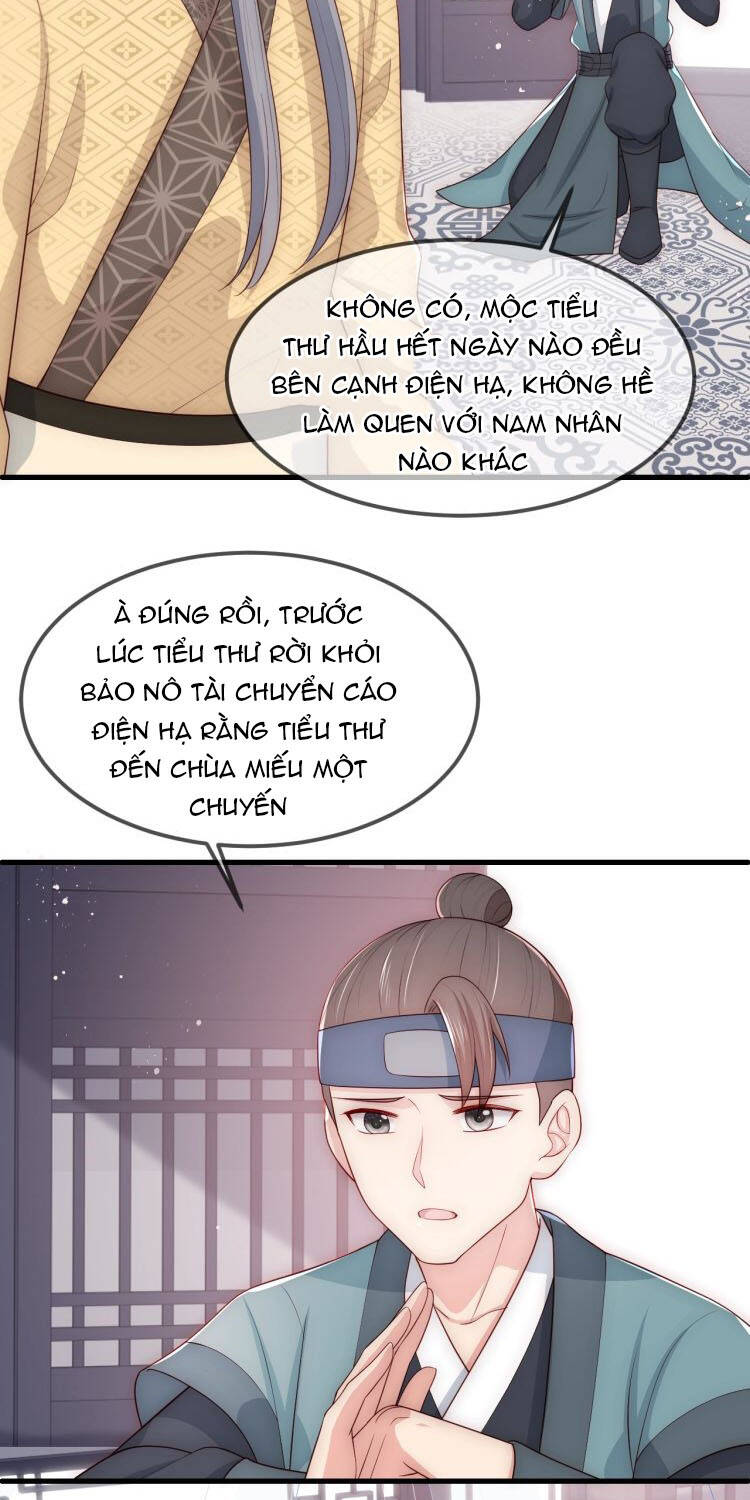 KHÔNG CÓ, MỘC TIỂU
THƯ HẦU HẾT NGÀY NÀO ĐỀU
BÊN CẠNH ĐIỆN HẠ, KHÔNG HỀ
LÀM QUEN VỚI NAM NHÂN
NÀO KHÁC
À ĐÚNG RỒI, TRƯỚC
LÚC TIỂU THƯ RỜI KHỎI
BẢO NÔ TÀI CHUYỂN CÁO
ĐIỆN HẠ RẰNG TIỂU THƯ
ĐẾN CHÙA MIẾU MỘT
CHUYẾN